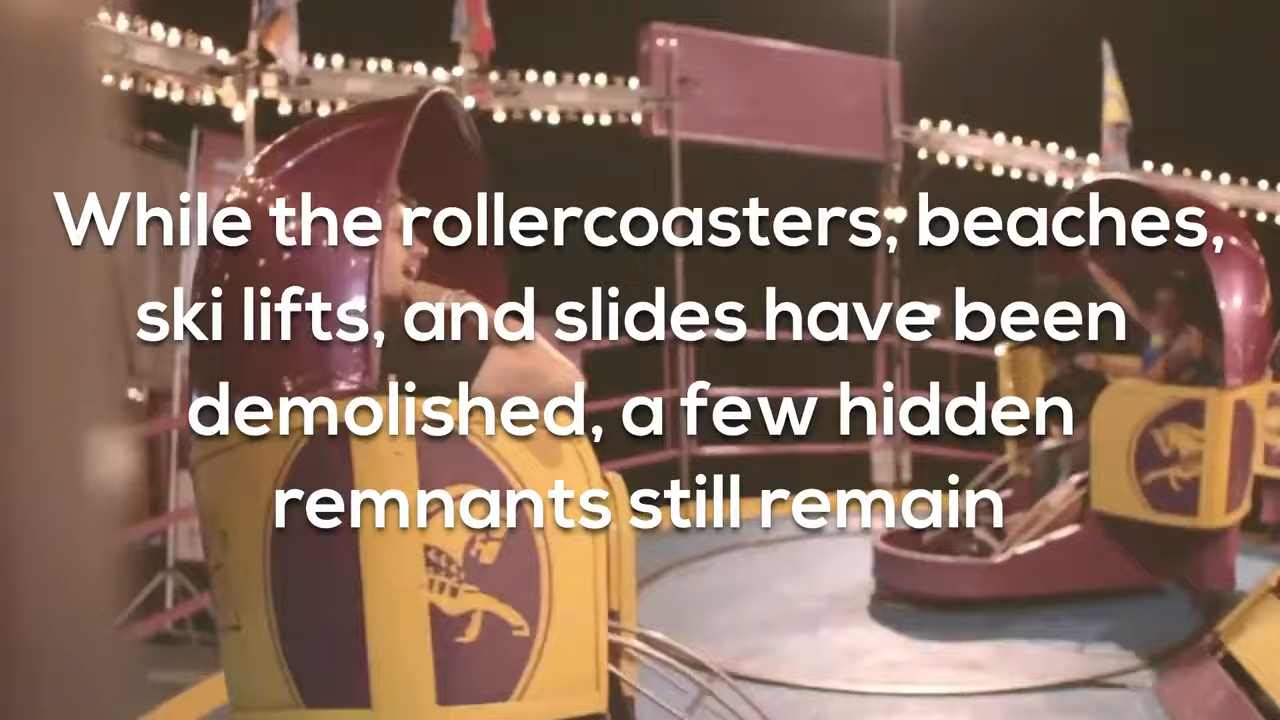 While the rollercoasters, beaches,
ski lifts, and slides have been
demolished, a few hidden
remnants still remain